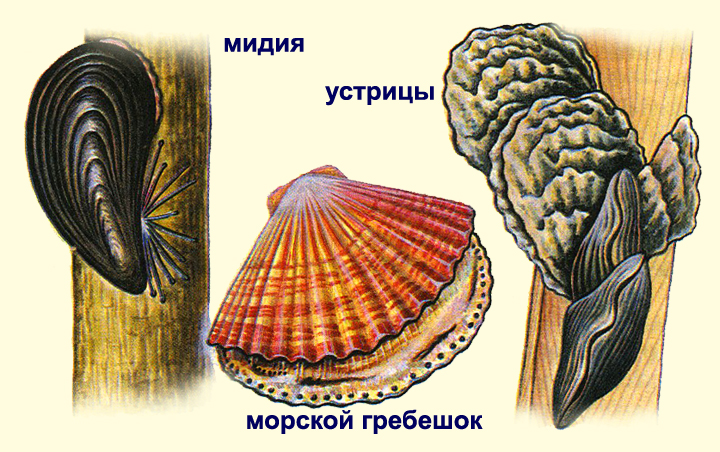 мидия
устрицы
морской гребешок